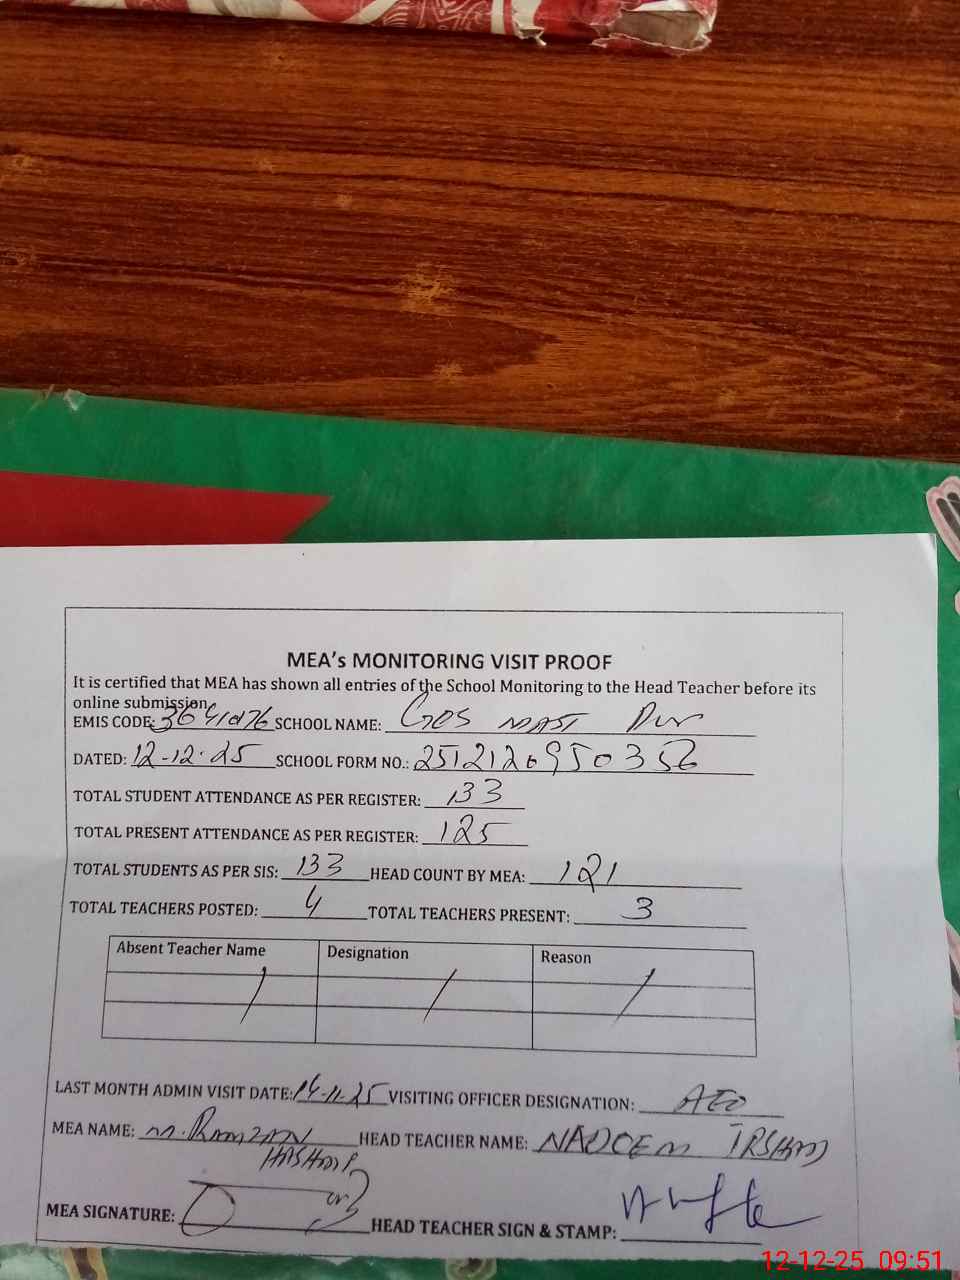 MEA's MONITORING VISIT PROOF
It is certified that MEA has shown all entries of the School Monitoring to the Head Teacher before its
online submission
EMIS CODE: SCHOOL NAME: GES MAST Pur
DATED: 12-12-25 SCHOOL FORM NO.: 2512120950356
TOTAL STUDENT ATTENDANCE AS PER REGISTER: 133
TOTAL PRESENT ATTENDANCE AS PER REGISTER: 125
TOTAL STUDENTS AS PER SIS: 133 HEAD COUNT BY MEA: 121
TOTAL TEACHERS POSTED: 4 TOTAL TEACHERS PRESENT: 3
Absent Teacher Name Designation Reason
/ / /
LAST MONTH ADMIN VISIT DATE: 14-11-25 VISITING OFFICER DESIGNATION: AEO
MEA NAME: M. Ramzan HEAD TEACHER NAME: NADEEM IRSHAD
HASHMI
MEA SIGNATURE: HEAD TEACHER SIGN & STAMP:
12-12-25 09:51